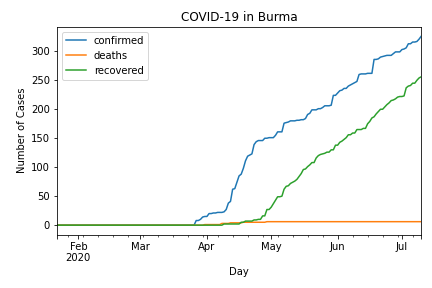 COVID-19 in Burma
confirmed
deaths
recovered
Number of Cases
300
250
200
150
100
50
0
Feb Mar Apr May Jun Jul
2020
Day